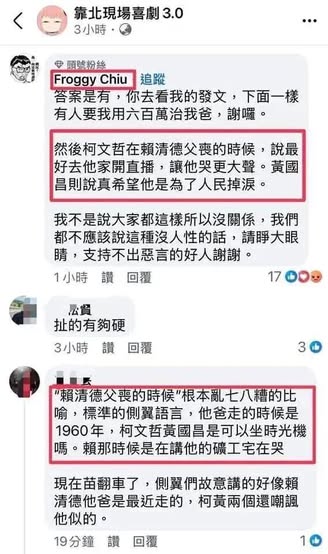 靠北現場喜劇3.0
3小時
頭號粉絲
Froggy Chiu 追蹤
答案是有,你去看我的發文,下面一樣
有人要我用六百萬治我爸,謝囉。
然後柯文哲在賴清德父喪的時候,說最
好去他家開直播,讓他哭更大聲。黃國
昌則說真希望他是為了人民掉淚。
我不是說大家都這樣所以沒關係,我們
都不應該說這種沒人性的話,請睜大眼
睛,支持不出惡言的好人謝謝。
1小時 讚 回覆 17
扯的有夠硬
3小時 讚 回覆 3
"賴清德父喪的時候"根本亂七八糟的比
喻,標準的側翼語言,他爸走的時候是
1960年,柯文哲黃國昌是可以坐時光機
嗎。賴那時候是在講他的礦工宅在哭
現在苗翻車了,側翼們故意講的好像賴
清德他爸是最近走的,柯黃兩個還嘲諷
他似的。
19分鐘 讚 回覆 1